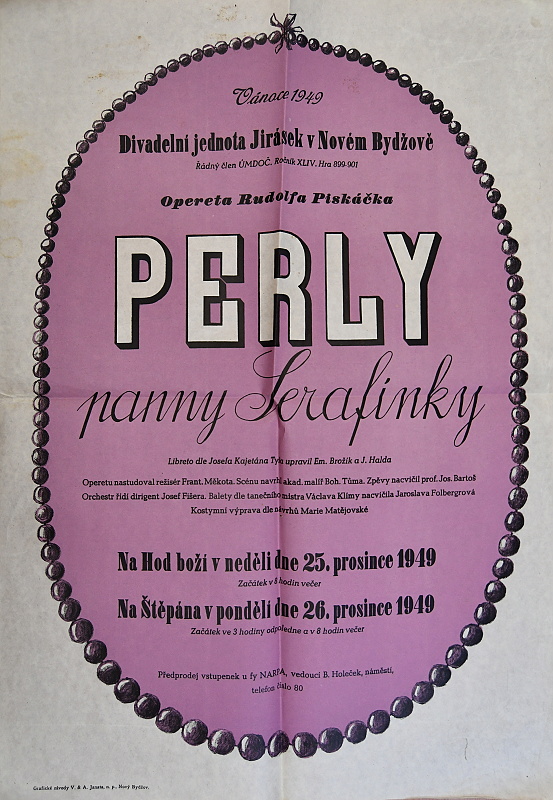 Vánoce 1949
Divadelní jednota Jirásek v Novém Bydžově
Řádný člen ÚMDOČ. Ročník XLIV. Hra 899-901
Opereta Rudolfa Piskáčka
PERLY
panny Serafinky
Libreto dle Josefa Kajetána Tyla upravil Em. Brožík a J. Halda
Operetu nastudoval režisér Frant. Měkota. Scénu navrhl akad. malíř Boh. Tůma. Zpěvy nacvičil prof. Jos. Bartoš
Orchestr řídí dirigent Josef Fišera. Balety dle tanečního mistra Václava Klímy nacvičila Jaroslava Folbergrová
Kostymní výprava dle návrhů Marie Matějovské
Na Hod boží v neděli dne 25. prosince 1949
Začátek v 8 hodin večer
Na Štěpána v pondělí dne 26. prosince 1949
Začátek ve 3 hodiny odpoledne a v 8 hodin večer
Předprodej vstupenek u fy NARPA, vedoucí B. Holeček, náměstí,
telefon číslo 80
Grafické závody V. & A. Janata, n. p., Nový Bydžov.